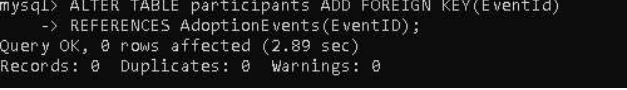 mysql> ALTER TABLE participants ADD FOREIGN KEY(EventId)
-> REFERENCES AdoptionEvents(EventID);
Query OK, 0 rows affected (2.89 sec)
Records: 0  Duplicates: 0  Warnings: 0